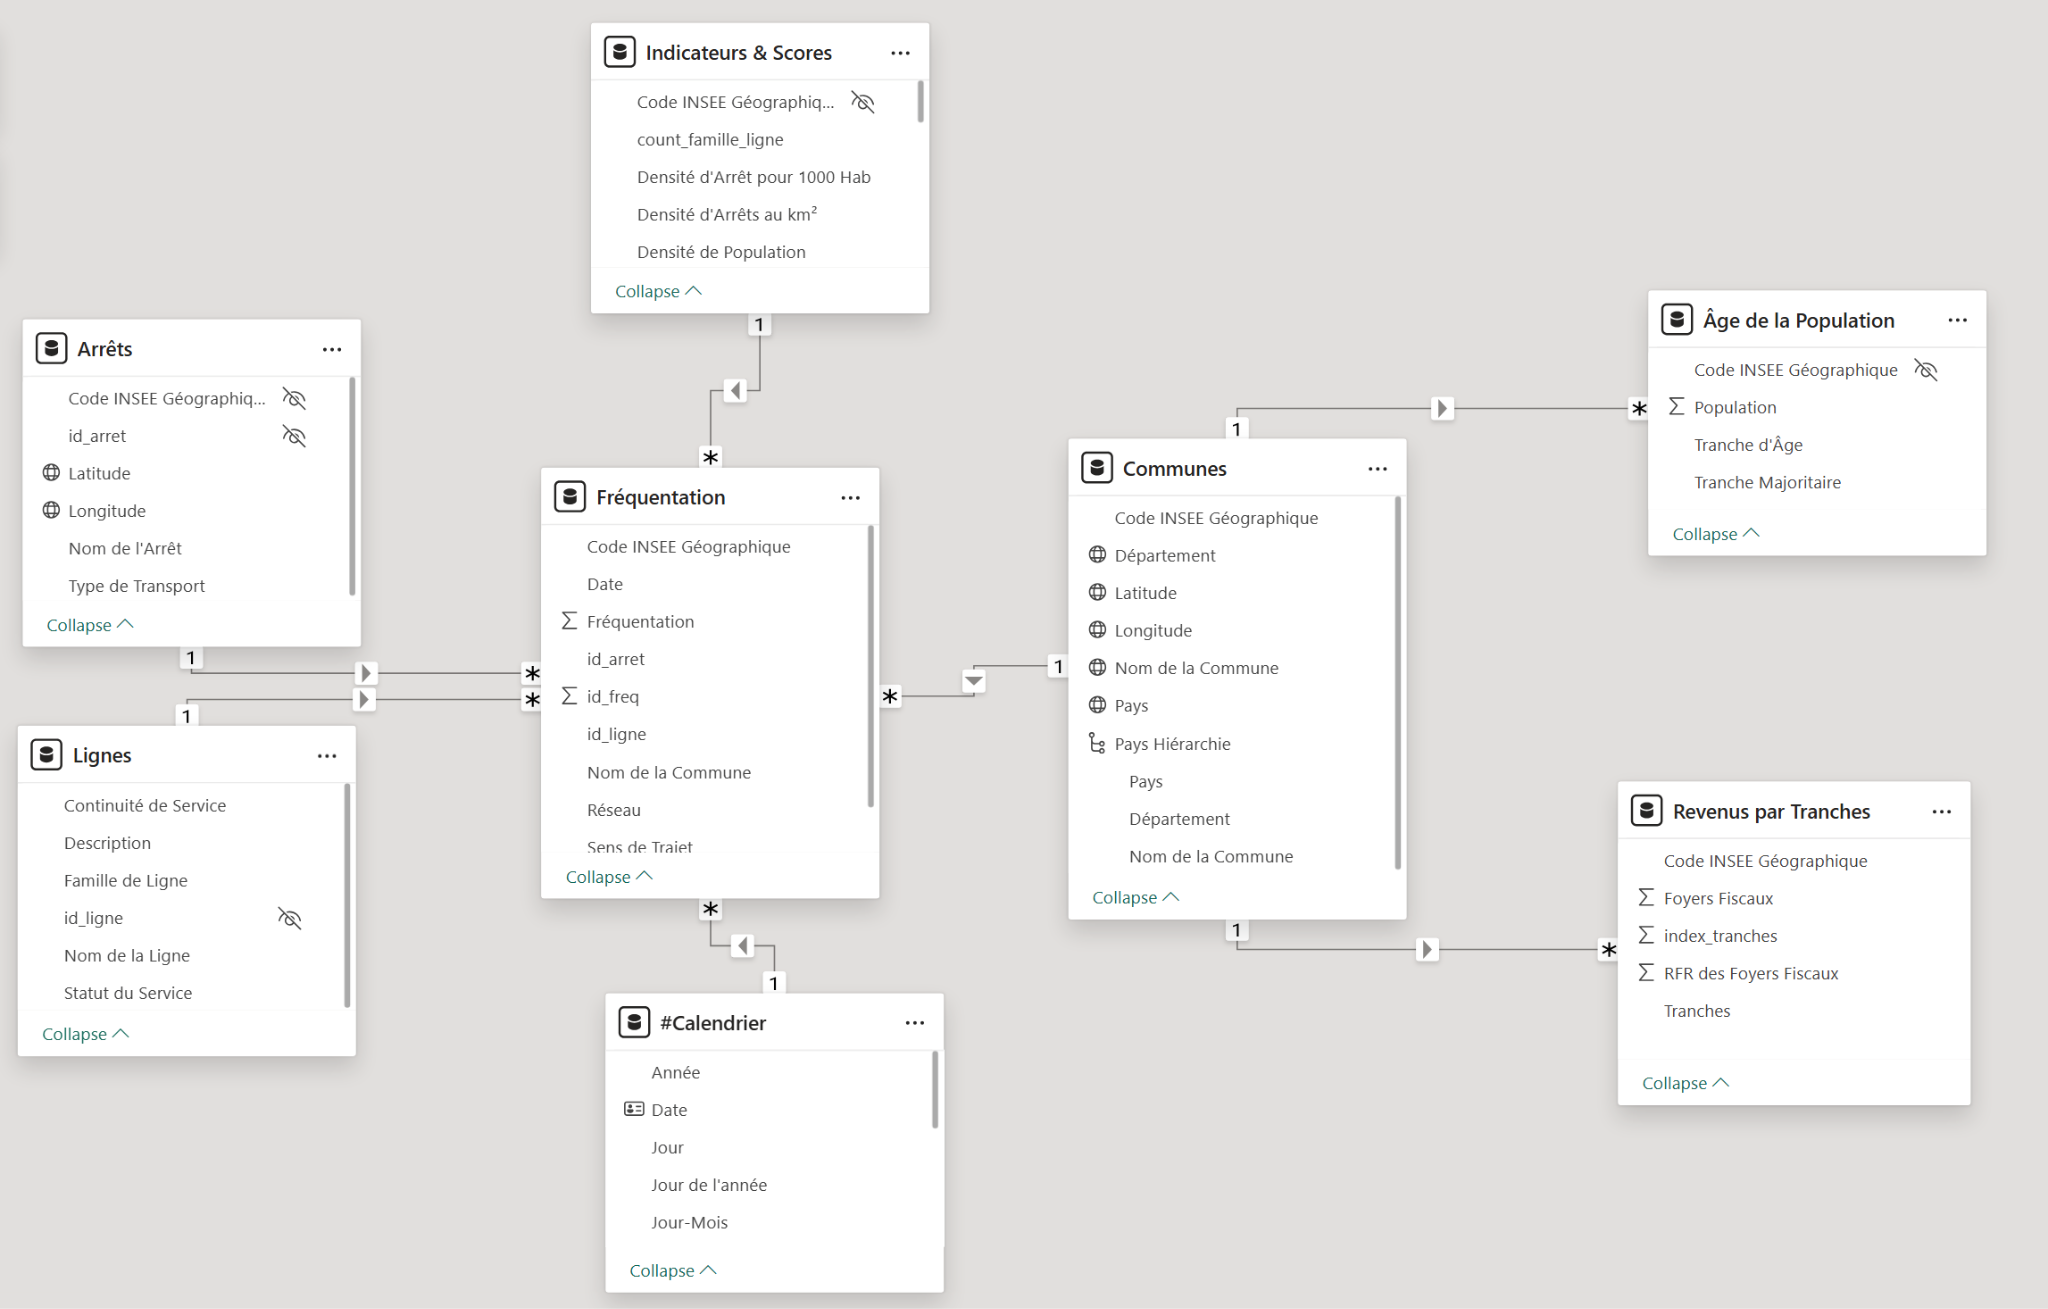 Indicateurs & Scores
Code INSEE Géographiq...
count_famille_ligne
Densité d'Arrêt pour 1000 Hab
Densité d'Arrêts au km²
Densité de Population
Collapse
1
*
Arrêts
Code INSEE Géographiq...
id_arret
Latitude
Longitude
Nom de l'Arrêt
Type de Transport
Collapse
1
*
Lignes
Continuité de Service
Description
Famille de Ligne
id_ligne
Nom de la Ligne
Statut du Service
Collapse
1
*
Fréquentation
Code INSEE Géographique
Date
Fréquentation
id_arret
id_freq
id_ligne
Nom de la Commune
Réseau
Sens de Trajet
Collapse
*
1
#Calendrier
Année
Date
Jour
Jour de l'année
Jour-Mois
Collapse
*
1
Communes
Code INSEE Géographique
Département
Latitude
Longitude
Nom de la Commune
Pays
Pays Hiérarchie
Pays
Département
Nom de la Commune
Collapse
1
*
Âge de la Population
Code INSEE Géographique
Population
Tranche d'Âge
Tranche Majoritaire
Collapse
1
*
Revenus par Tranches
Code INSEE Géographique
Foyers Fiscaux
index_tranches
RFR des Foyers Fiscaux
Tranches
Collapse